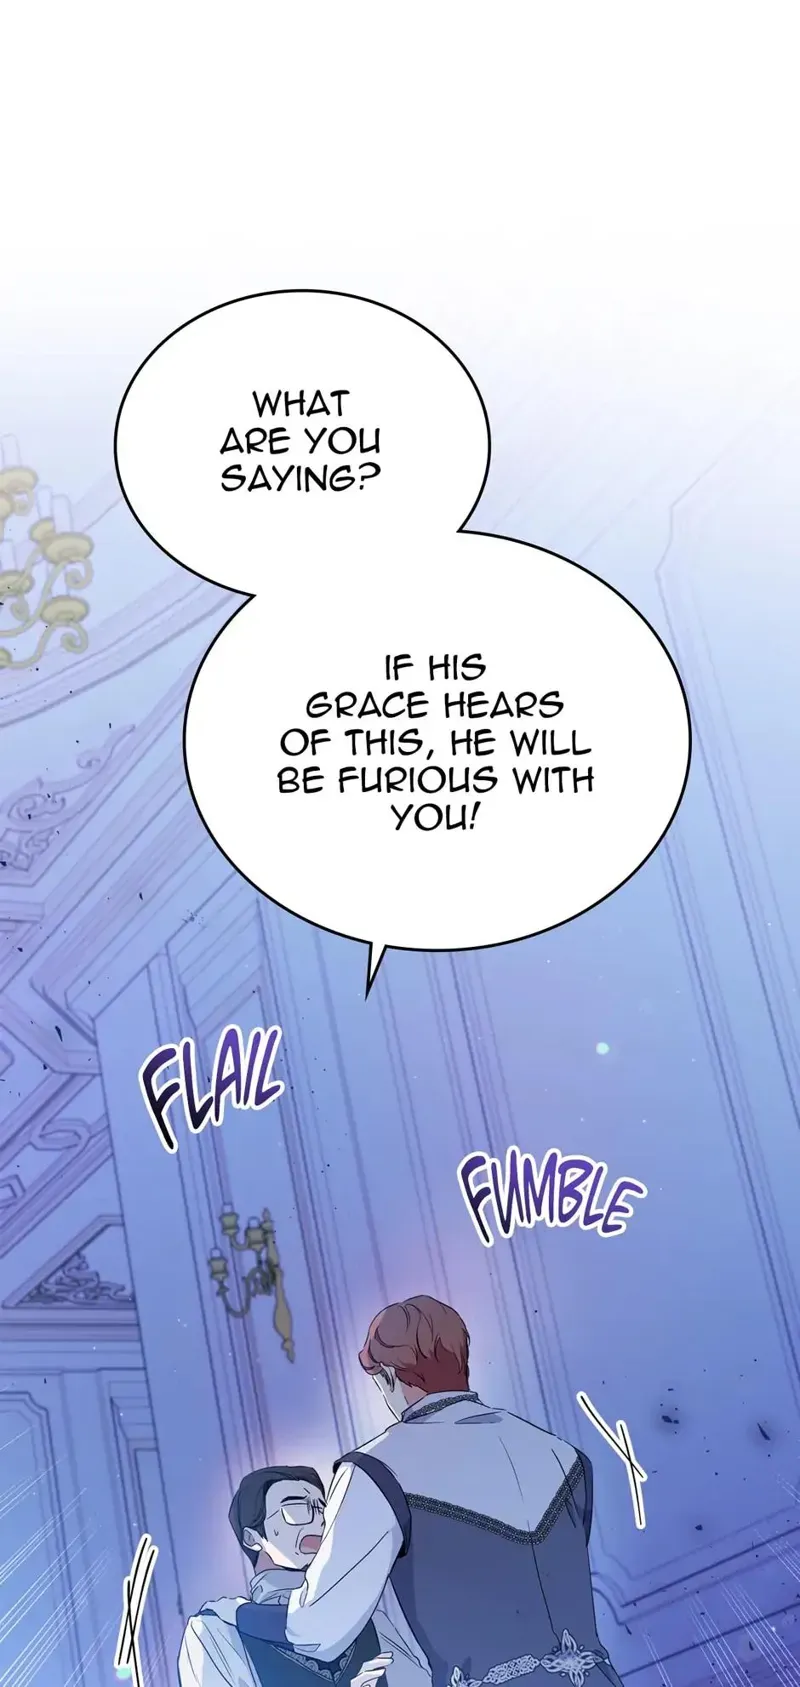 WHAT
ARE YOU
SAYING?
IF HIS
GRACE HEARS
OF THIS, HE WILL
BE FURIOUS WITH
YOU!
FLAIL
FUMBLE